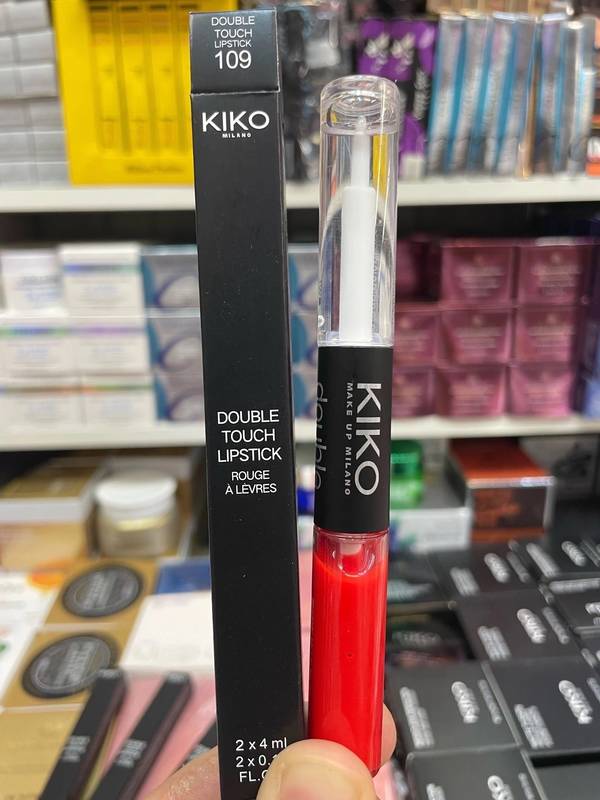 DOUBLE
TOUCH
LIPSTICK
109
KIKO
MILANO
DOUBLE
TOUCH
LIPSTICK
ROUGE
À LÈVRES
2 x 4 ml
KIKO
MAKE UP MILANO
double